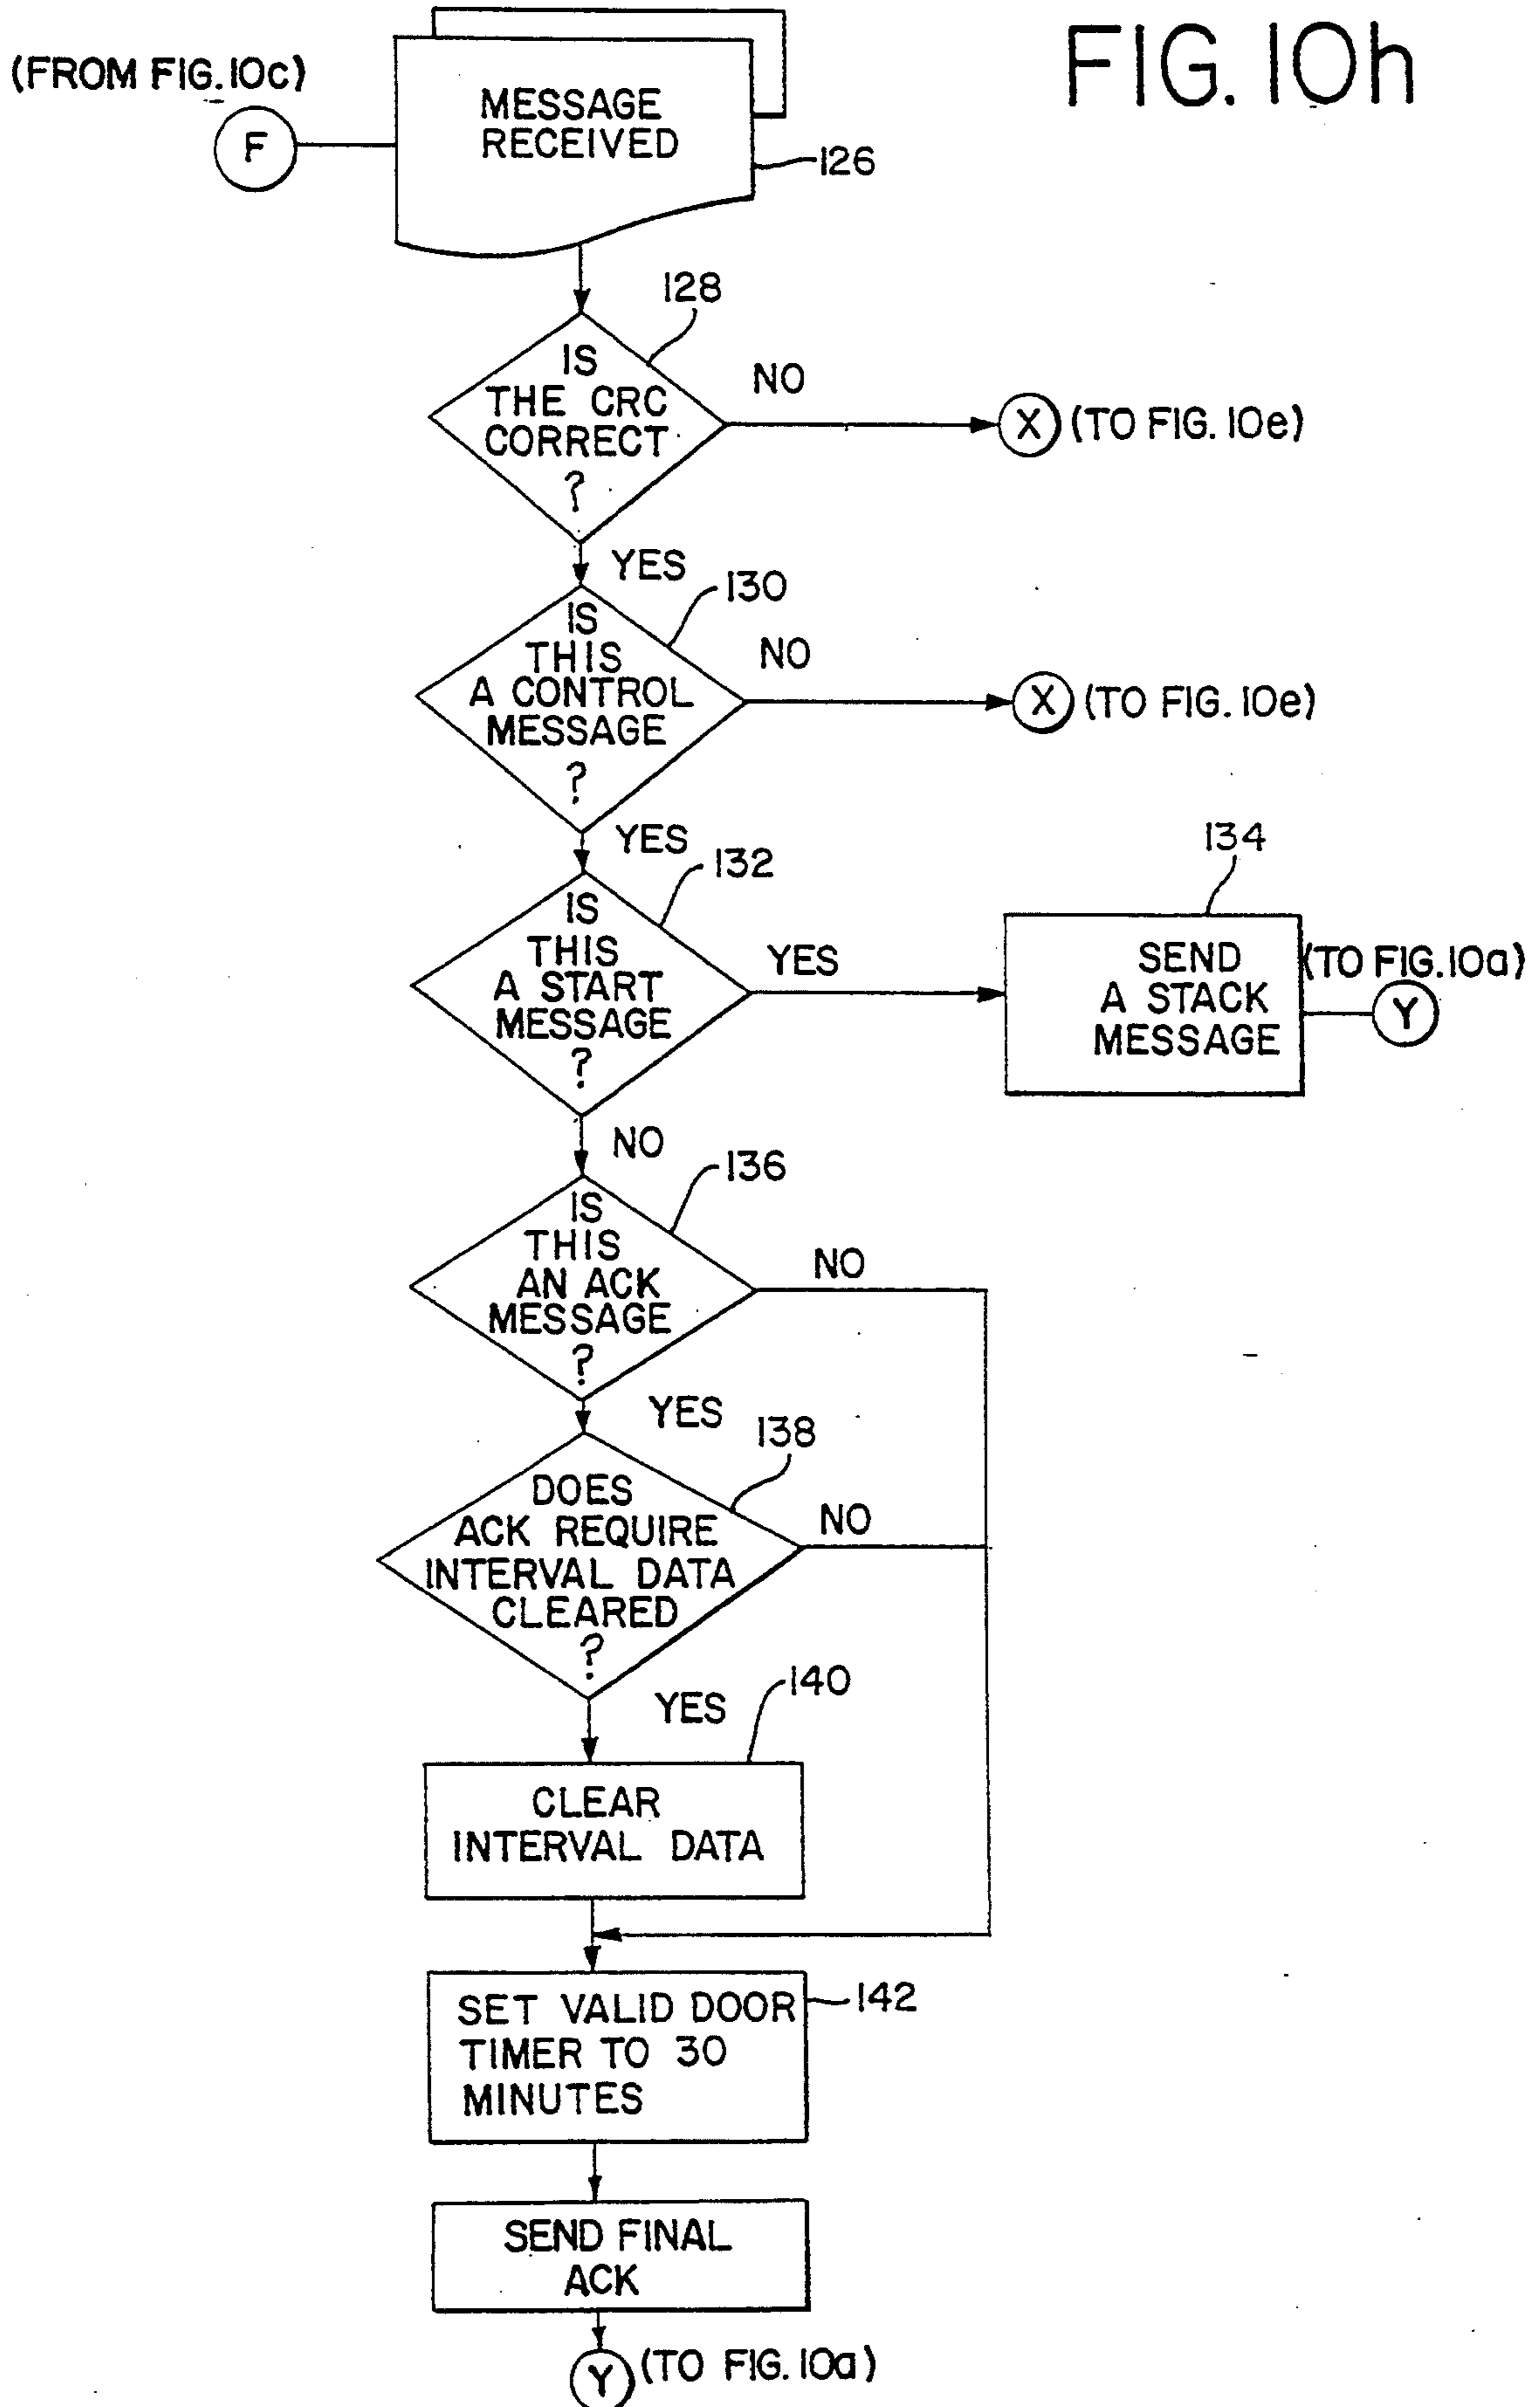 FIG. 10h
(FROM FIG. 10c)
F
MESSAGE
RECEIVED
126
128
IS
THE CRC
CORRECT
?
NO
X
(TO FIG. 10e)
YES
130
IS
THIS
A CONTROL
MESSAGE
?
NO
X
(TO FIG. 10e)
YES
132
IS
THIS
A START
MESSAGE
?
YES
134
SEND
A STACK
MESSAGE
(TO FIG. 10a)
Y
NO
136
IS
THIS
AN ACK
MESSAGE
?
NO
YES
138
DOES
ACK REQUIRE
INTERVAL DATA
CLEARED
?
NO
YES
140
CLEAR
INTERVAL DATA
SET VALID DOOR
TIMER TO 30
MINUTES
142
SEND FINAL
ACK
Y
(TO FIG. 10a)